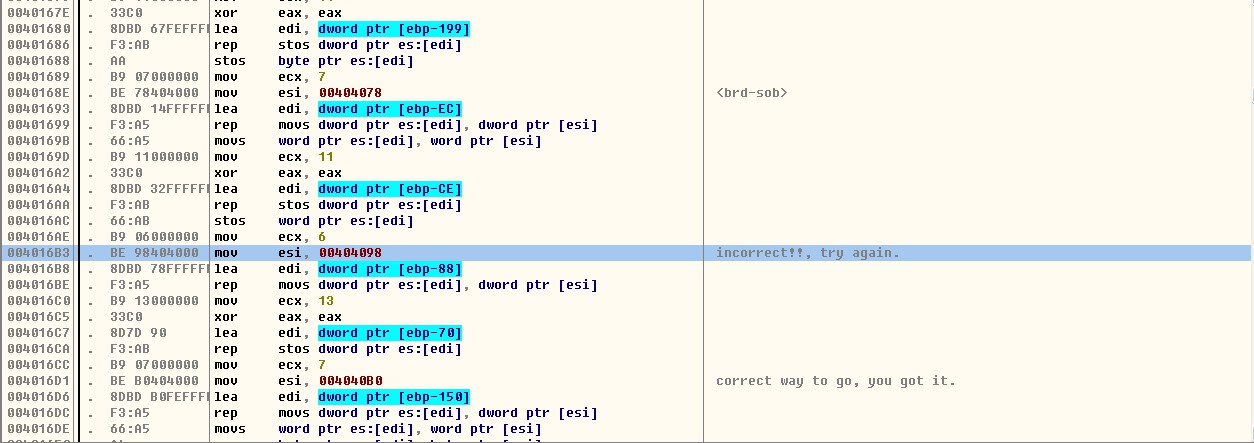 0040167E . 33C0 xor eax, eax
00401680 . 8DBD 67FEFFFI lea edi, dword ptr [ebp-199]
00401686 . F3:AB rep stos dword ptr es:[edi]
00401688 . AA stos byte ptr es:[edi]
00401689 . B9 07000000 mov ecx, 7
0040168E . BE 78404000 mov esi, 00404078 <brd-sob>
00401693 . 8DBD 14FFFFFI lea edi, dword ptr [ebp-EC]
00401699 . F3:A5 rep movs dword ptr es:[edi], dword ptr [esi]
0040169B . 66:A5 movs word ptr es:[edi], word ptr [esi]
0040169D . B9 11000000 mov ecx, 11
004016A2 . 33C0 xor eax, eax
004016A4 . 8DBD 32FFFFFI lea edi, dword ptr [ebp-CE]
004016AA . F3:AB rep stos dword ptr es:[edi]
004016AC . 66:AB stos word ptr es:[edi]
004016AE . B9 06000000 mov ecx, 6
004016B3 . BE 98404000 mov esi, 00404098 incorrect!!, try again.
004016B8 . 8DBD 78FFFFFI lea edi, dword ptr [ebp-88]
004016BE . F3:A5 rep movs dword ptr es:[edi], dword ptr [esi]
004016C0 . B9 13000000 mov ecx, 13
004016C5 . 33C0 xor eax, eax
004016C7 . 8D7D 90 lea edi, dword ptr [ebp-70]
004016CA . F3:AB rep stos dword ptr es:[edi]
004016CC . B9 07000000 mov ecx, 7
004016D1 . BE B0404000 mov esi, 004040B0 correct way to go, you got it.
004016D6 . 8DBD B0FEFFFI lea edi, dword ptr [ebp-150]
004016DC . F3:A5 rep movs dword ptr es:[edi], dword ptr [esi]
004016DE . 66:A5 movs word ptr es:[edi], word ptr [esi]